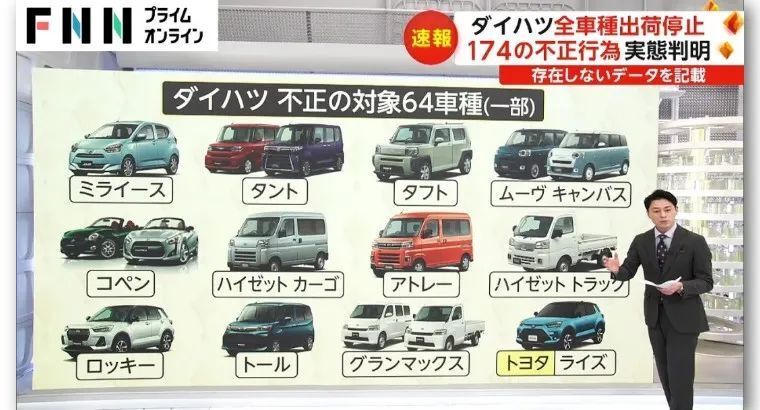 FNN プライム
オンライン
速報
ダイハツ全車種出荷停止
174の不正行為 実態判明
存在しないデータを記載
ダイハツ 不正の対象64車種(一部)
ミライース
タント
タフト
ムーヴ キャンバス
コペン
ハイゼット カーゴ
アトレー
ハイゼット トラック
ロッキー
トール
グランマックス
トヨタ ライズ